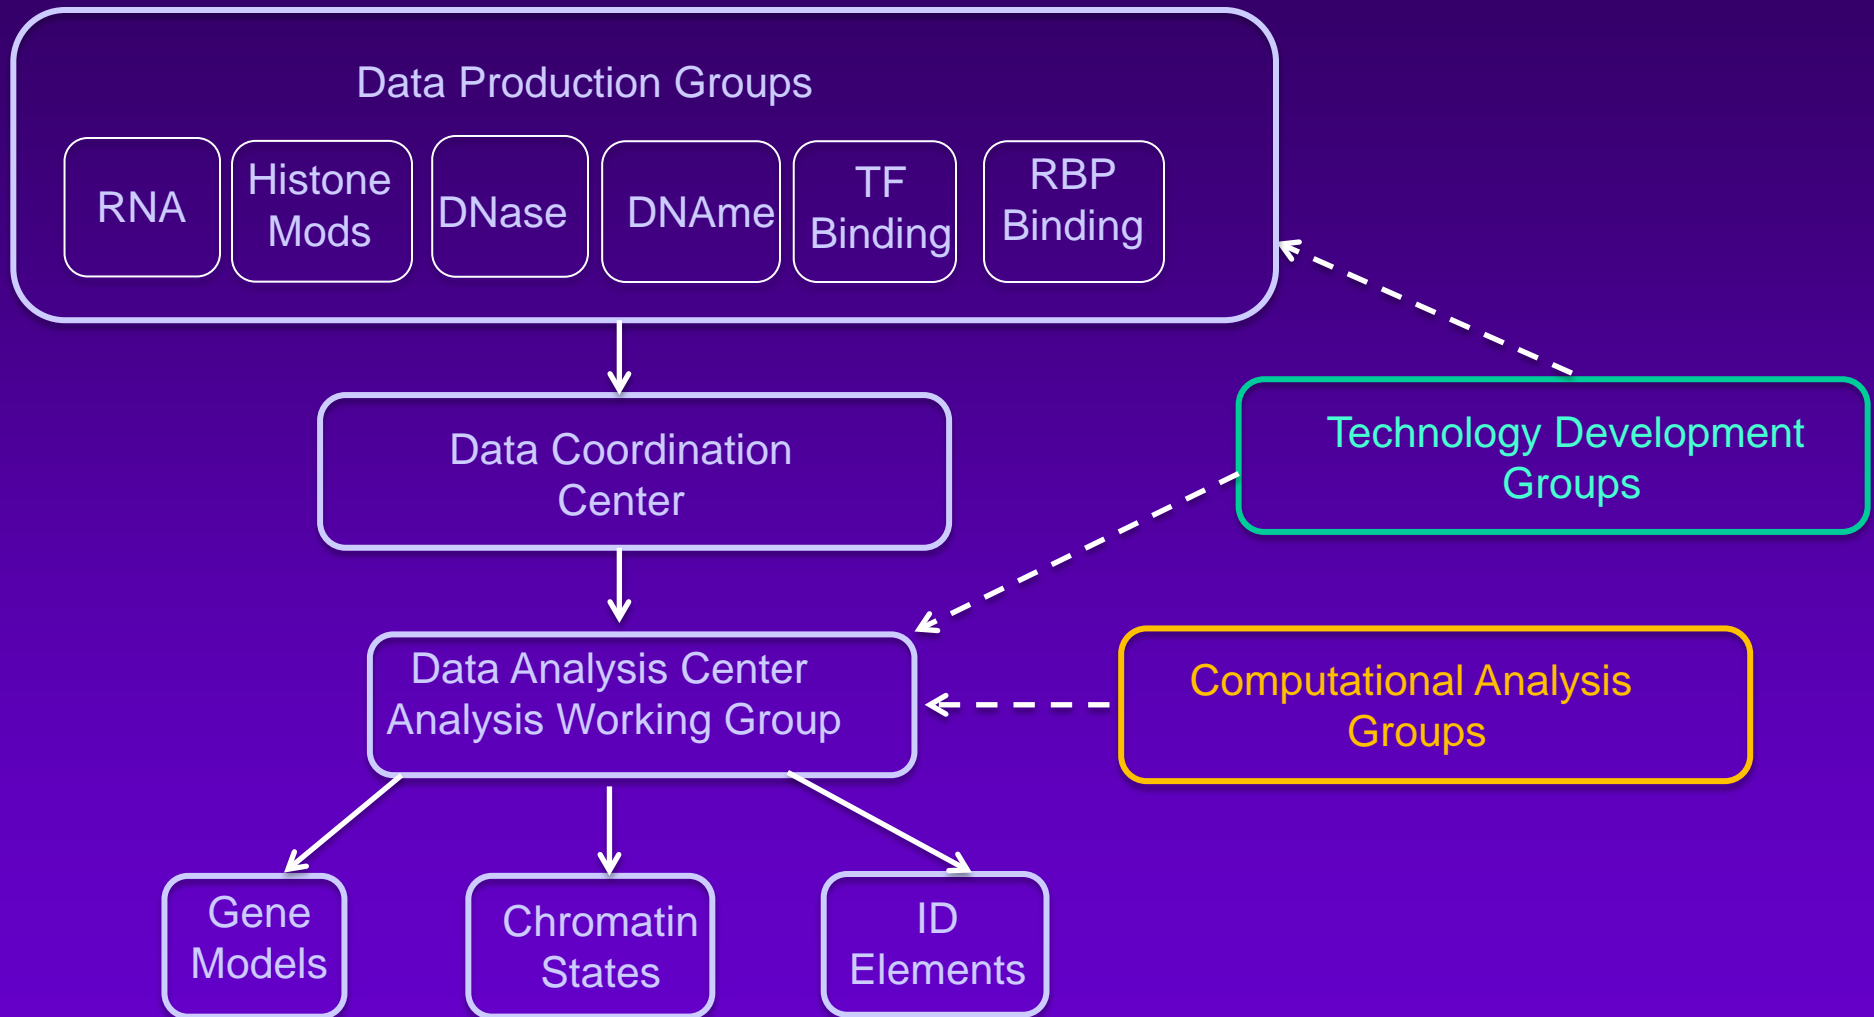 Data Production Groups
RNA
Histone
Mods
DNase
DNAme
TF
Binding
RBP
Binding
Data Coordination
Center
Technology Development
Groups
Data Analysis Center
Analysis Working Group
Computational Analysis
Groups
Gene
Models
Chromatin
States
ID
Elements